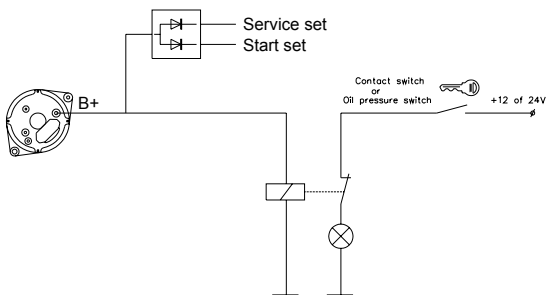 Service set
Start set
B+
Contact switch
or
Oil pressure switch
+12 of 24V